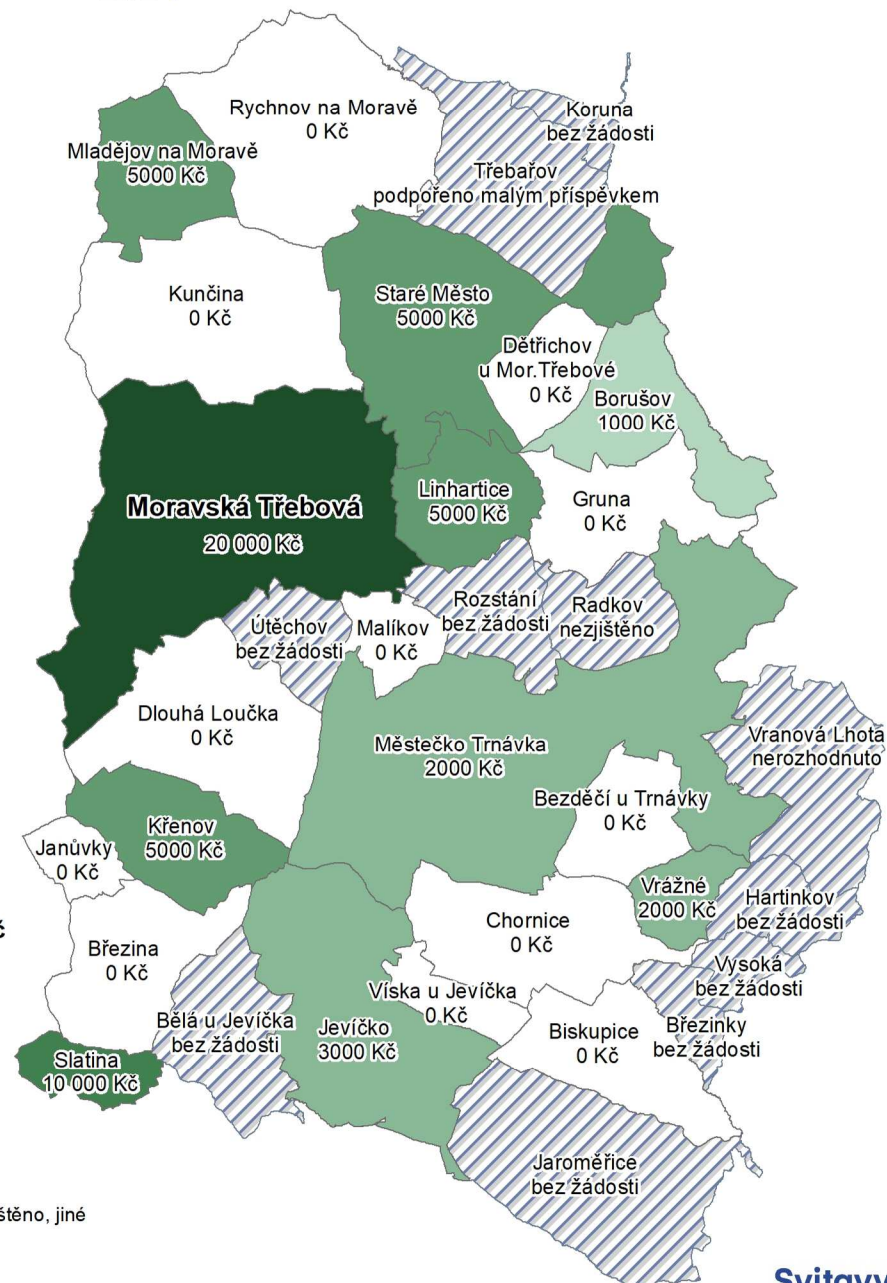 Rychnov na Moravě
0 Kč
Koruna
bez žádosti
Mladějov na Moravě
5000 Kč
Třebařov
podpořeno malým příspěvkem
Kunčina
0 Kč
Staré Město
5000 Kč
Dětřichov
u Mor.Třebové
0 Kč
Borušov
1000 Kč
Moravská Třebová
20 000 Kč
Linhartice
5000 Kč
Gruna
0 Kč
Útěchov
bez žádosti
Malíkov
0 Kč
Rozstání
bez žádosti
Radkov
nezjištěno
Dlouhá Loučka
0 Kč
Městečko Trnávka
2000 Kč
Vranová Lhota
nerozhodnuto
Bezděčí u Trnávky
0 Kč
Janůvky
0 Kč
Křenov
5000 Kč
Vrážné
2000 Kč
Hartinkov
bez žádosti
Chornice
0 Kč
Březina
0 Kč
Vysoká
bez žádosti
Víska u Jevíčka
0 Kč
Bělá u Jevíčka
bez žádosti
Jevíčko
3000 Kč
Biskupice
0 Kč
Březinky
bez žádosti
Slatina
10 000 Kč
Jaroměřice
bez žádosti
štěno, jiné
Svitavy